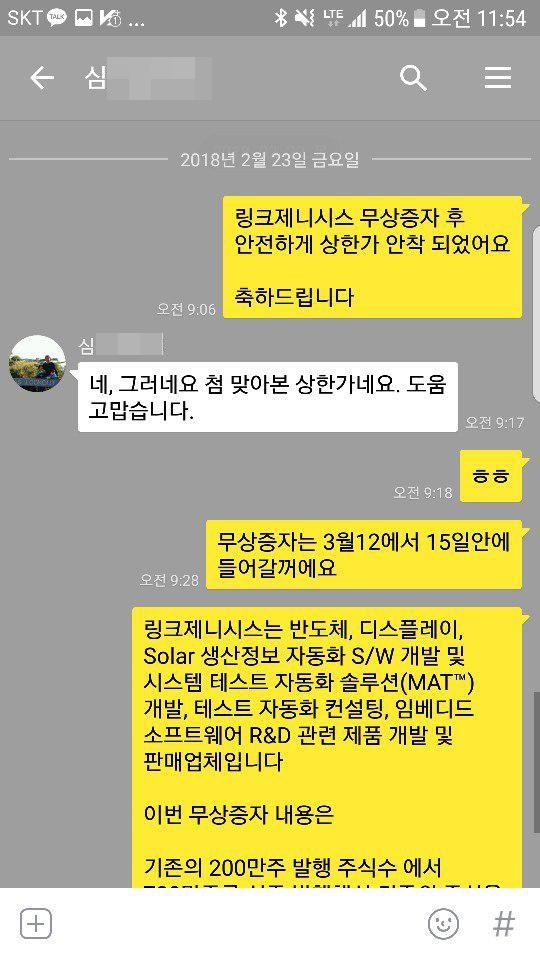 SKT TALK ... LTE 50% 오전 11:54
심
2018년 2월 23일 금요일
링크제니시스 무상증자 후
안전하게 상한가 안착 되었어요
축하드립니다
오전 9:06
심
네, 그러네요 첨 맞아본 상한가네요. 도움
고맙습니다.
오전 9:17
ㅎㅎ
오전 9:18
무상증자는 3월12에서 15일안에
들어갈꺼에요
오전 9:28
링크제니시스는 반도체, 디스플레이,
Solar 생산정보 자동화 S/W 개발 및
시스템 테스트 자동화 솔루션(MAT™)
개발, 테스트 자동화 컨설팅, 임베디드
소프트웨어 R&D 관련 제품 개발 및
판매업체입니다
이번 무상증자 내용은
기존의 200만주 발행 주식수 에서
#